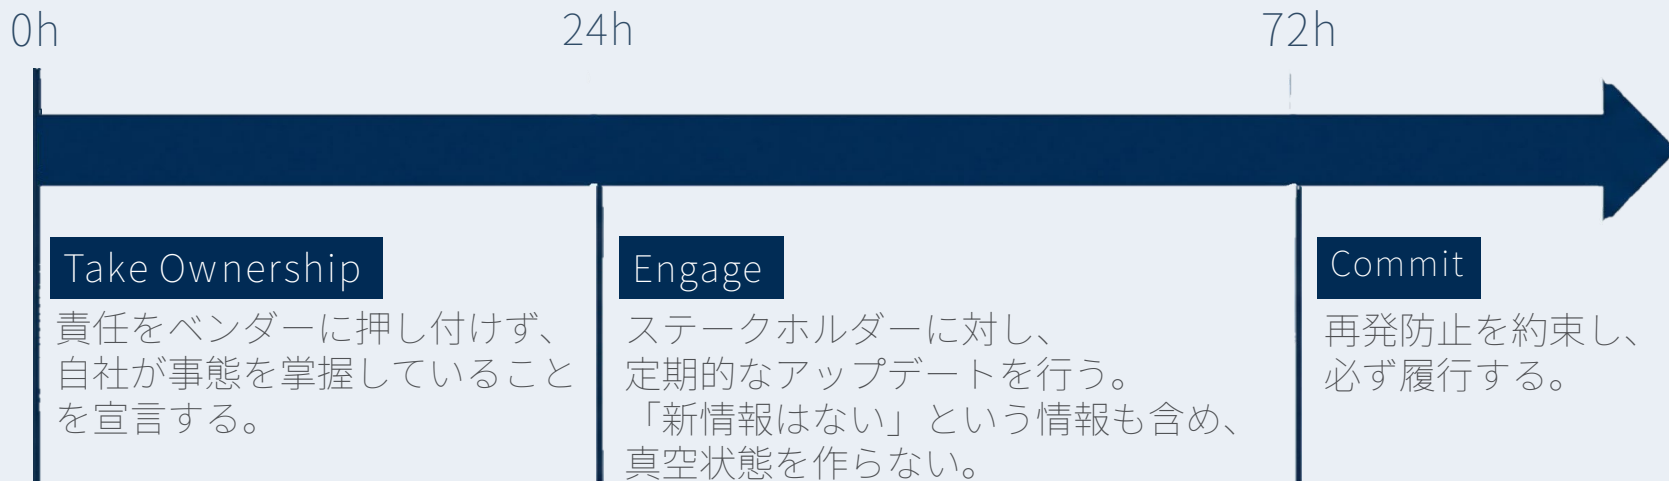 0h
24h
72h
Take Ownership
責任をベンダーに押し付けず、
自社が事態を掌握していること
を宣言する。
Engage
ステークホルダーに対し、
定期的なアップデートを行う。
「新情報はない」という情報も含め、
真空状態を作らない。
Commit
再発防止を約束し、
必ず履行する。